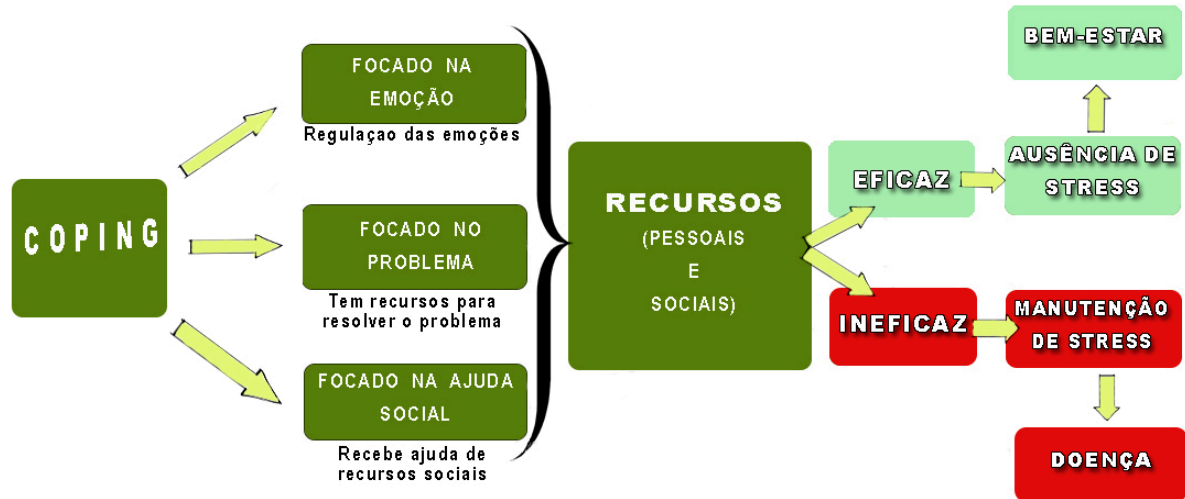 COPING
FOCADO NA
EMOÇÃO
Regulaçao das emoções
FOCADO NO
PROBLEMA
Tem recursos para
resolver o problema
FOCADO NA AJUDA
SOCIAL
Recebe ajuda de
recursos sociais
RECURSOS
(PESSOAIS
E
SOCIAIS)
EFICAZ
AUSÊNCIA DE
STRESS
BEM-ESTAR
INEFICAZ
MANUTENÇÃO
DE STRESS
DOENÇA